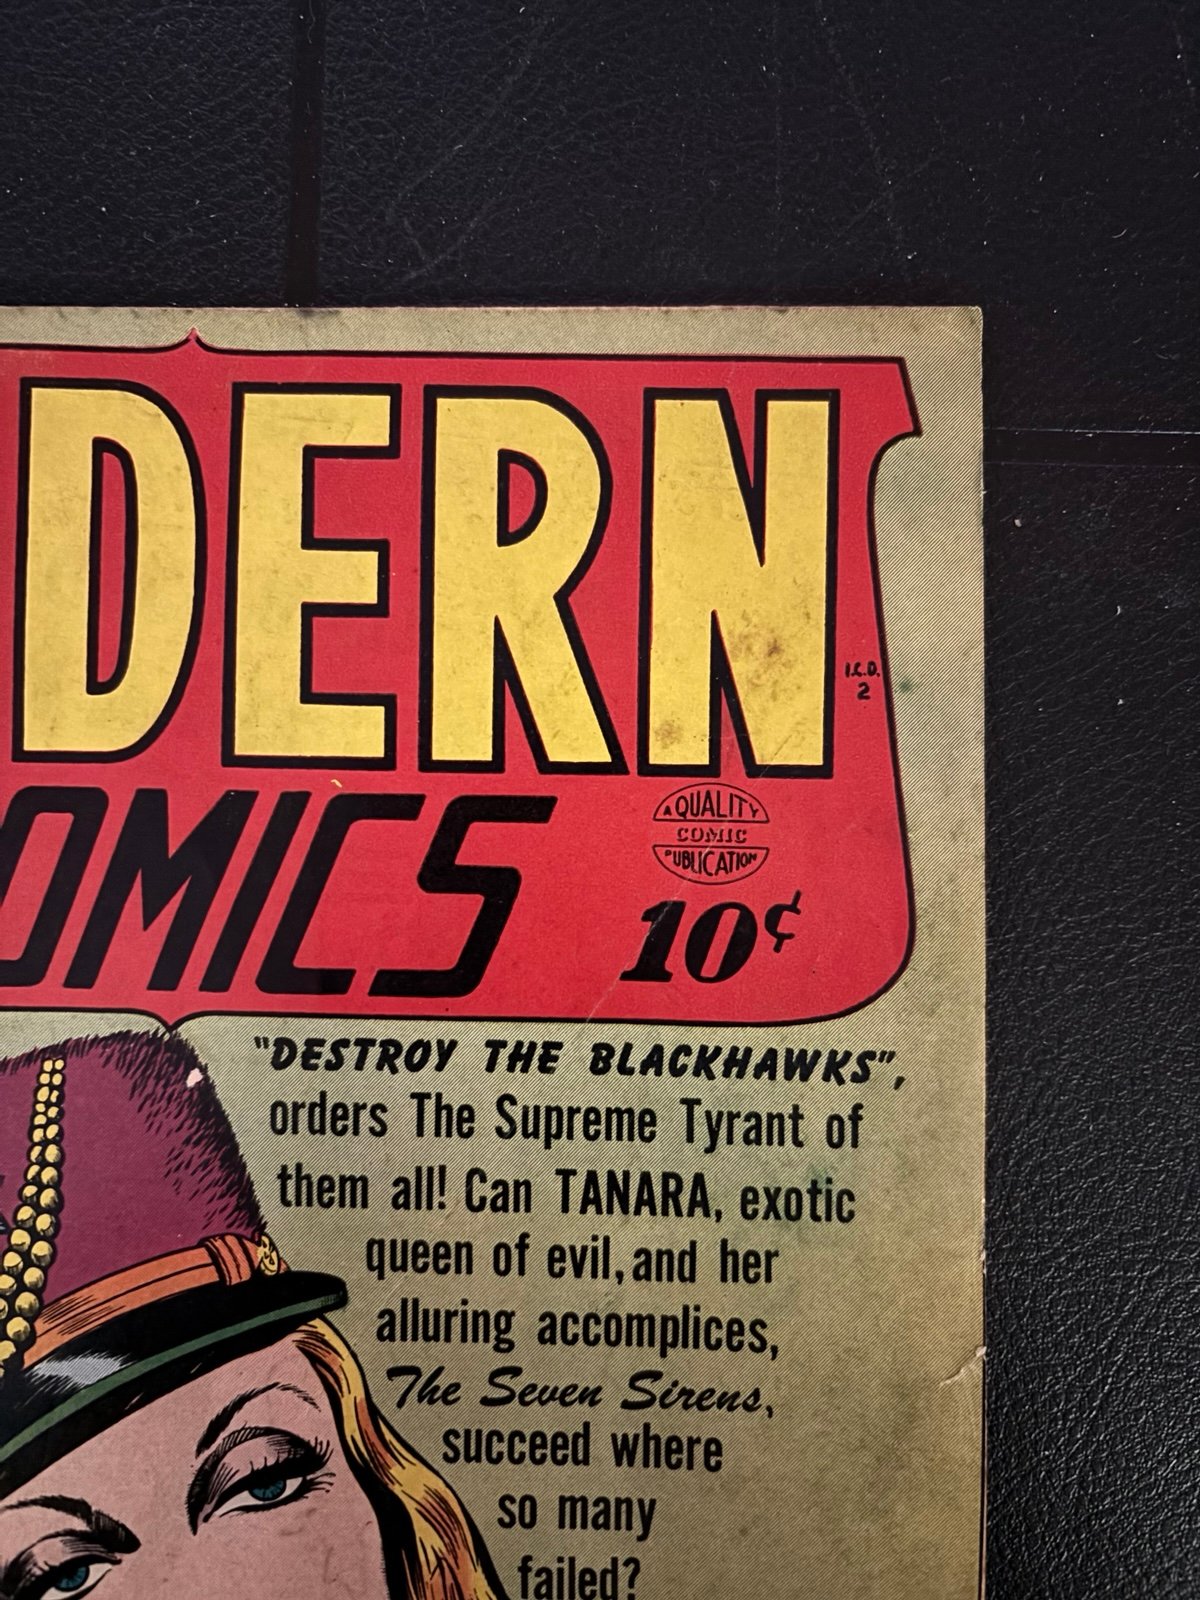 DERN
I.C.D.
2
OMICS
A QUALITY
COMIC
PUBLICATION
10¢
"DESTROY THE BLACKHAWKS",
orders The Supreme Tyrant of
them all! Can TANARA, exotic
queen of evil, and her
alluring accomplices,
The Seven Sirens,
succeed where
so many
failed?